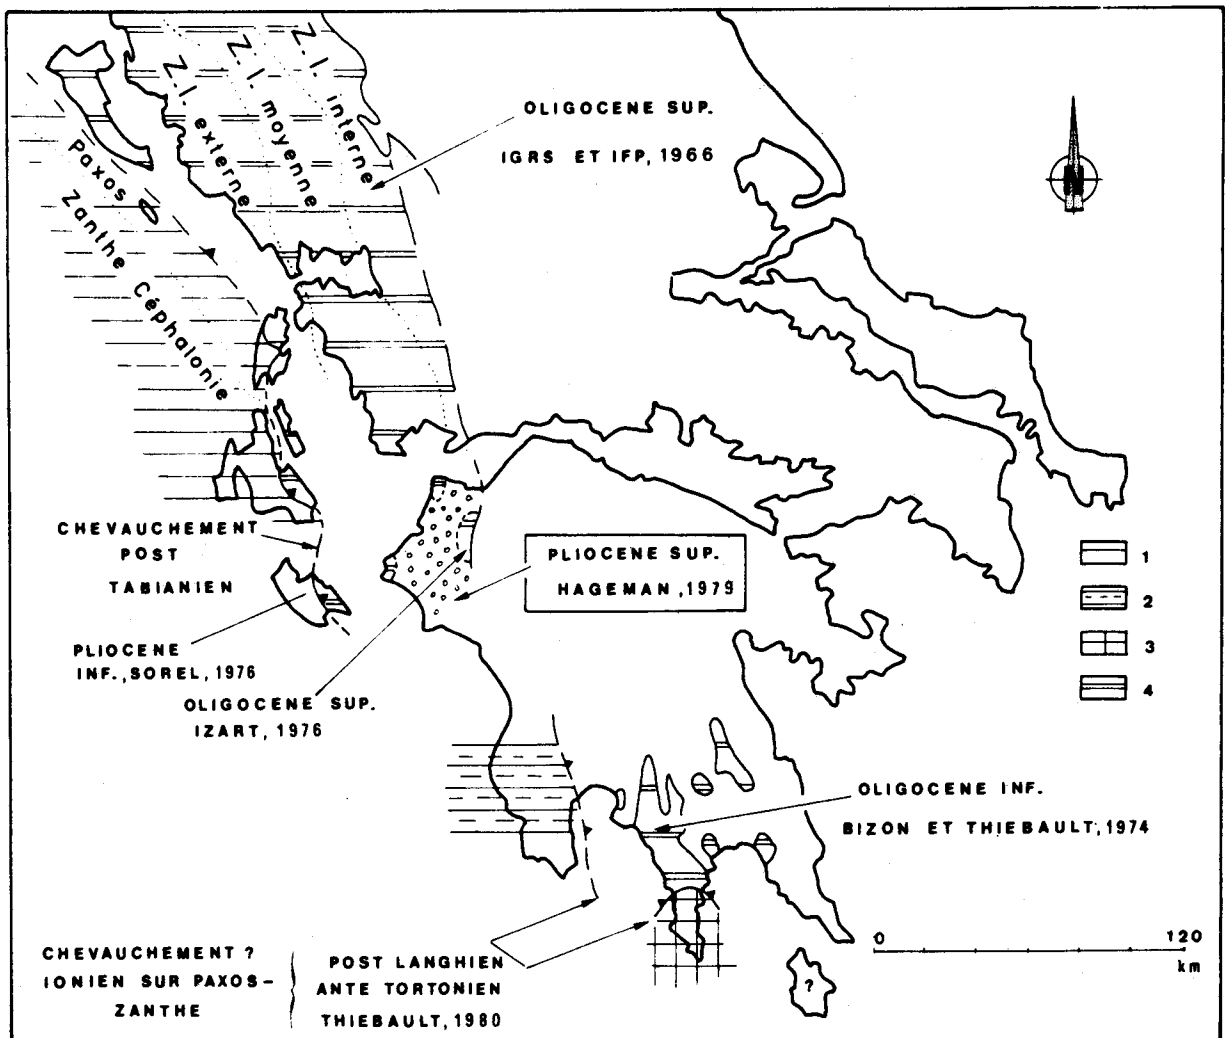 Z. I. interne
Z. I. moyenne
Z. I. externe
Paxos
Zanthe Céphalonie
OLIGOCENE SUP.
IGRS ET IFP, 1966
CHEVAUCHEMENT
POST
TABIANIEN
PLIOCENE SUP.
HAGEMAN ,1979
PLIOCENE
INF., SOREL, 1976
OLIGOCENE SUP.
IZART, 1976
1
2
3
4
OLIGOCENE INF.
BIZON ET THIEBAULT, 1974
CHEVAUCHEMENT ?
IONIEN SUR PAXOS-
ZANTHE
POST LANGHIEN
ANTE TORTONIEN
THIEBAULT, 1980
0 120
km
?